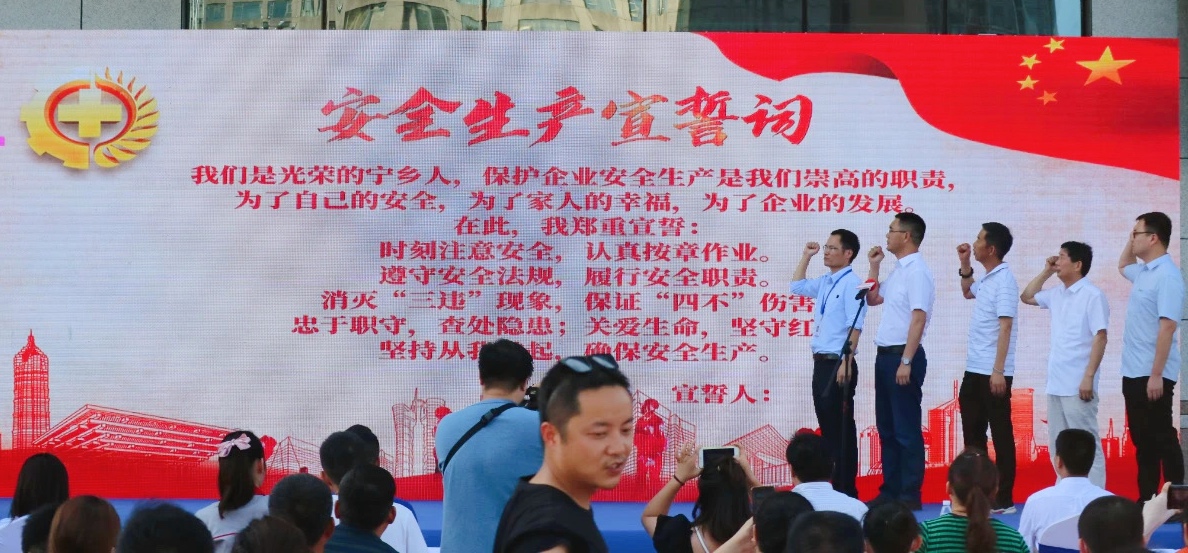 安全生产宣誓词
我们是光荣的宁乡人，保护企业安全生产是我们崇高的职责，
为了自己的安全，为了家人的幸福，为了企业的发展。
在此，我郑重宣誓：
时刻注意安全，认真按章作业。
遵守安全法规，履行安全职责。
消灭“三违”现象，保证“四不”伤害
忠于职守，查处隐患；关爱生命，坚守红
坚持从我 起，确保安全生产。
宣誓人：